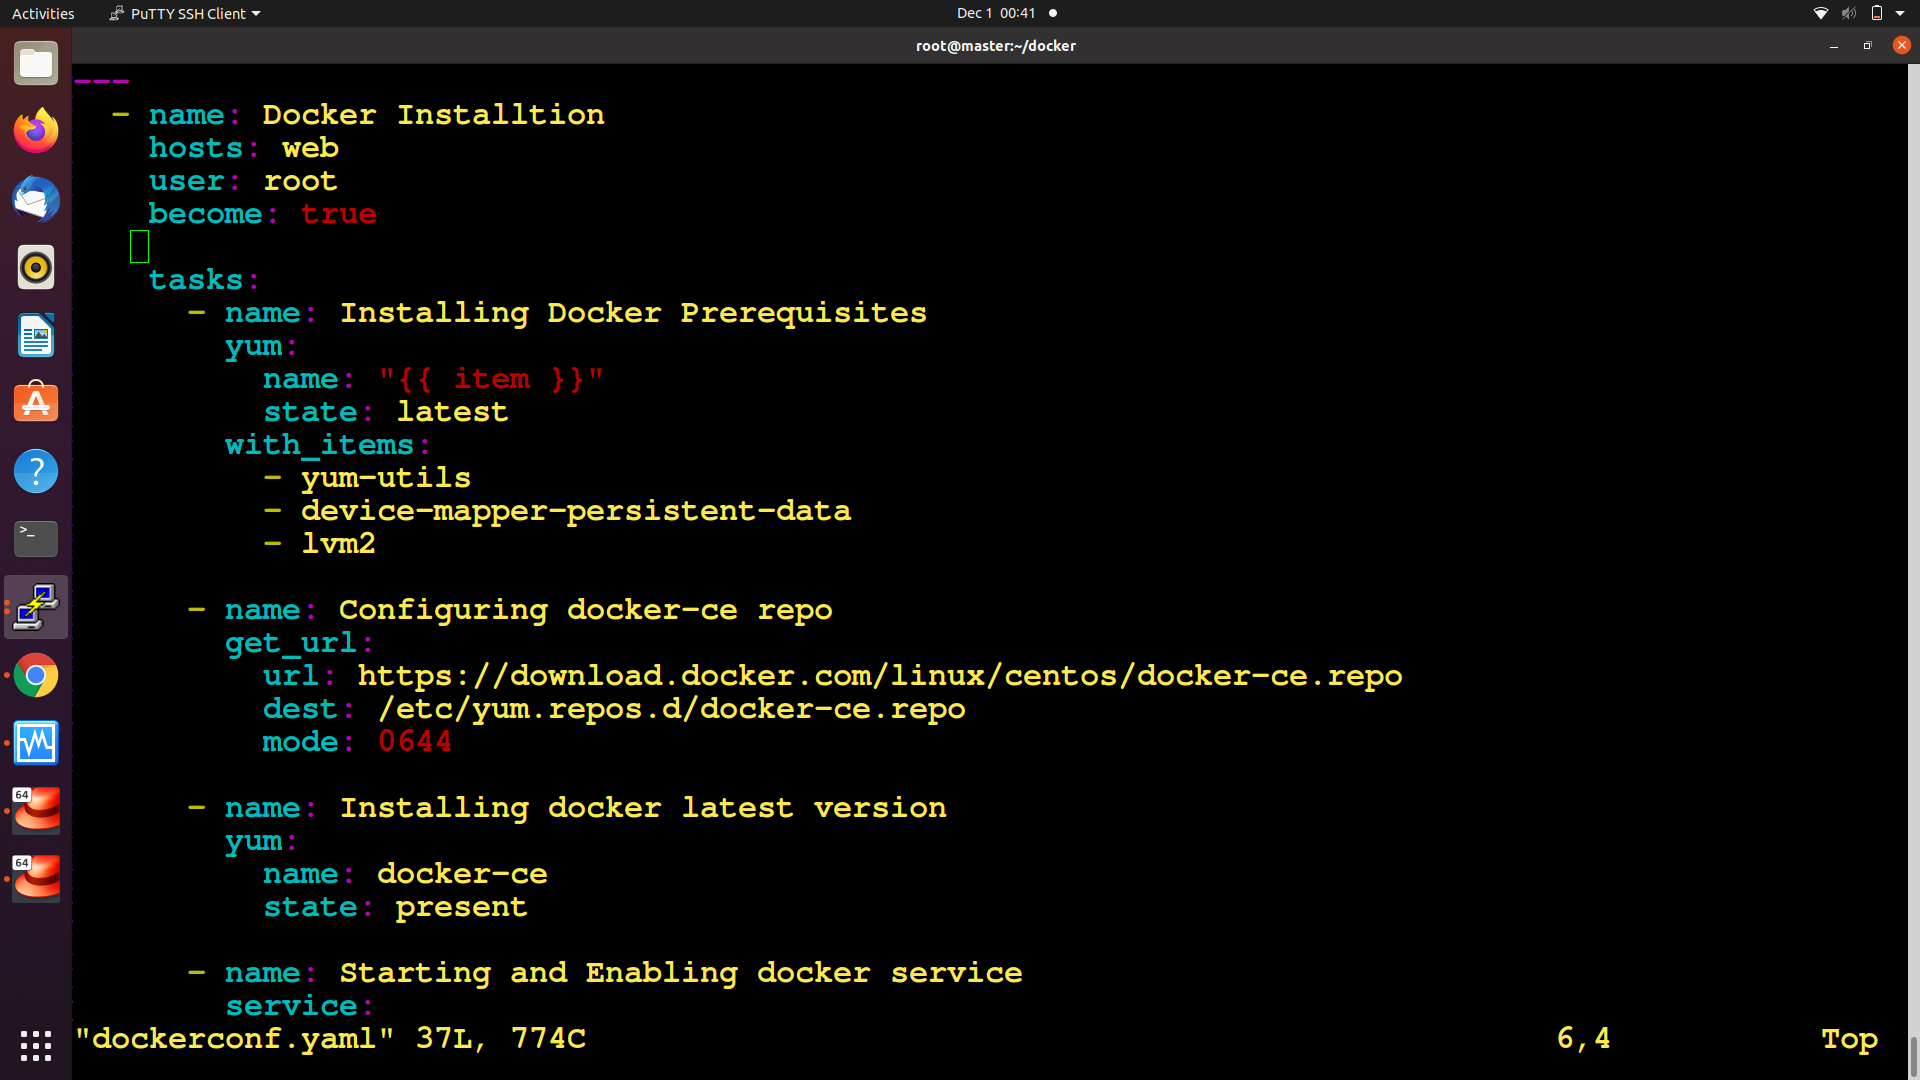 Activities PuTTY SSH Client Dec 1 00:41
root@master:~/docker
---
  - name: Docker Installtion
    hosts: web
    user: root
    become: true
    tasks:
      - name: Installing Docker Prerequisites
        yum:
          name: "{{ item }}"
          state: latest
        with_items:
          - yum-utils
          - device-mapper-persistent-data
          - lvm2
      - name: Configuring docker-ce repo
        get_url:
          url: https://download.docker.com/linux/centos/docker-ce.repo
          dest: /etc/yum.repos.d/docker-ce.repo
          mode: 0644
      - name: Installing docker latest version
        yum:
          name: docker-ce
          state: present
      - name: Starting and Enabling docker service
        service:
"dockerconf.yaml" 37L, 774C 6,4 Top
64
64